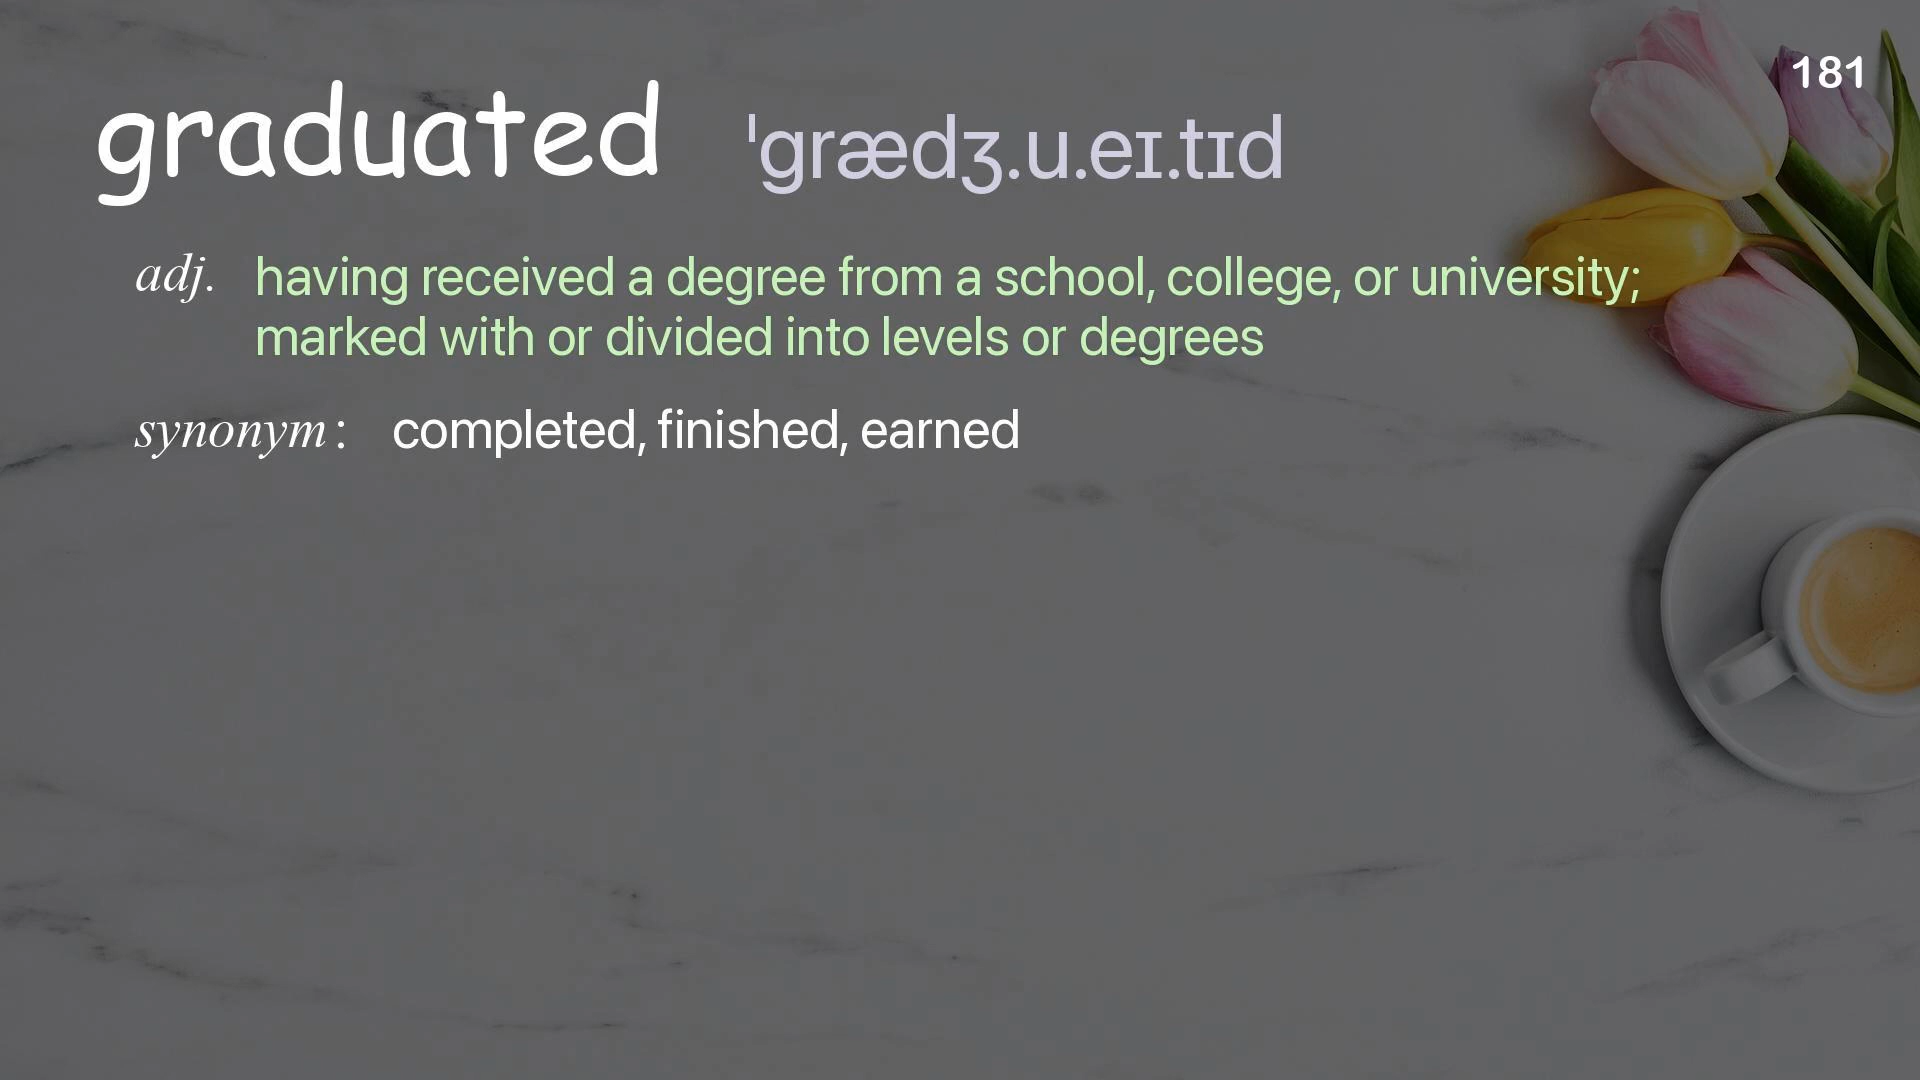 181
graduated ˈɡrædʒ.u.eɪ.tɪd
adj. having received a degree from a school, college, or university;
marked with or divided into levels or degrees
synonym : completed, finished, earned